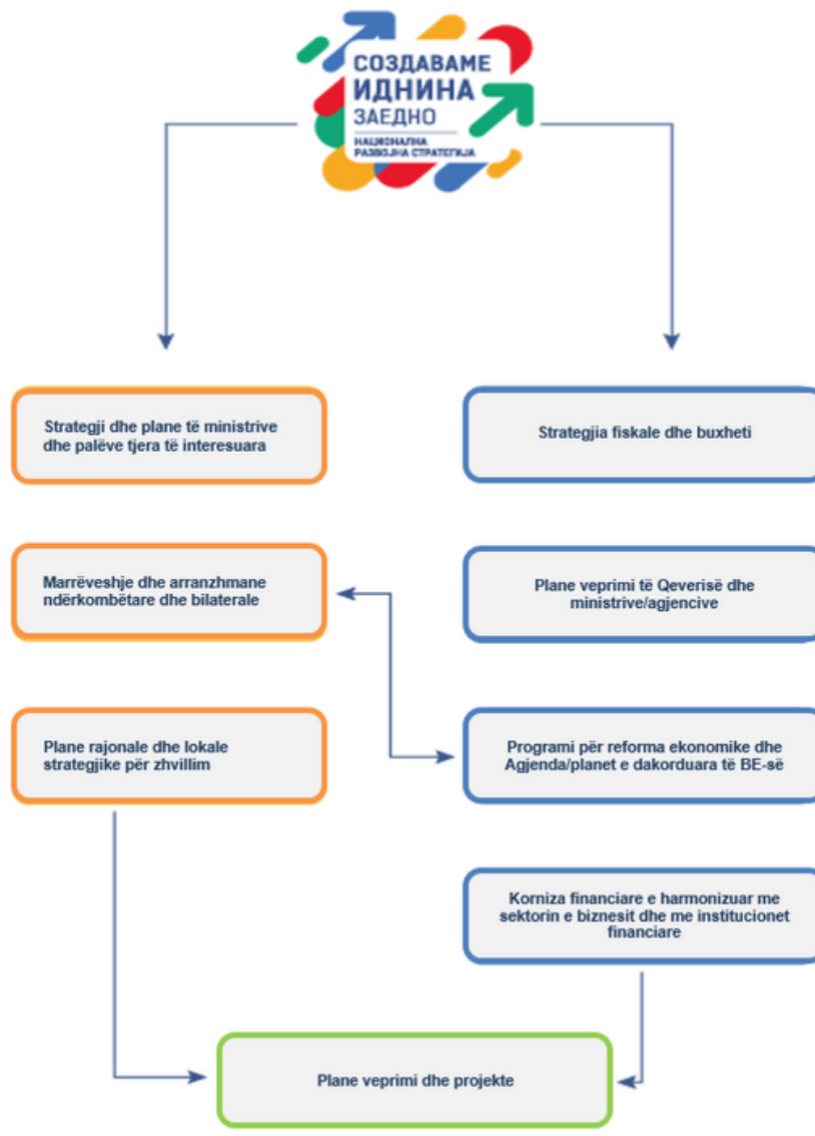 СОЗДАВАМЕ
ИДНИНА
ЗАЕДНО
НАЦИОНАЛНА
РАЗВОЈНА СТРАТЕГИЈА
Strategji dhe plane të ministrive
dhe palëve tjera të interesuara
Marrëveshje dhe arranzhmane
ndërkombëtare dhe bilaterale
Plane rajonale dhe lokale
strategjike për zhvillim
Strategjia fiskale dhe buxheti
Plane veprimi të Qeverisë dhe
ministrive/agjencive
Programi për reforma ekonomike dhe
Agjenda/planet e dakorduara të BE-së
Korniza financiare e harmonizuar me
sektorin e biznesit dhe me institucionet
financiare
Plane veprimi dhe projekte